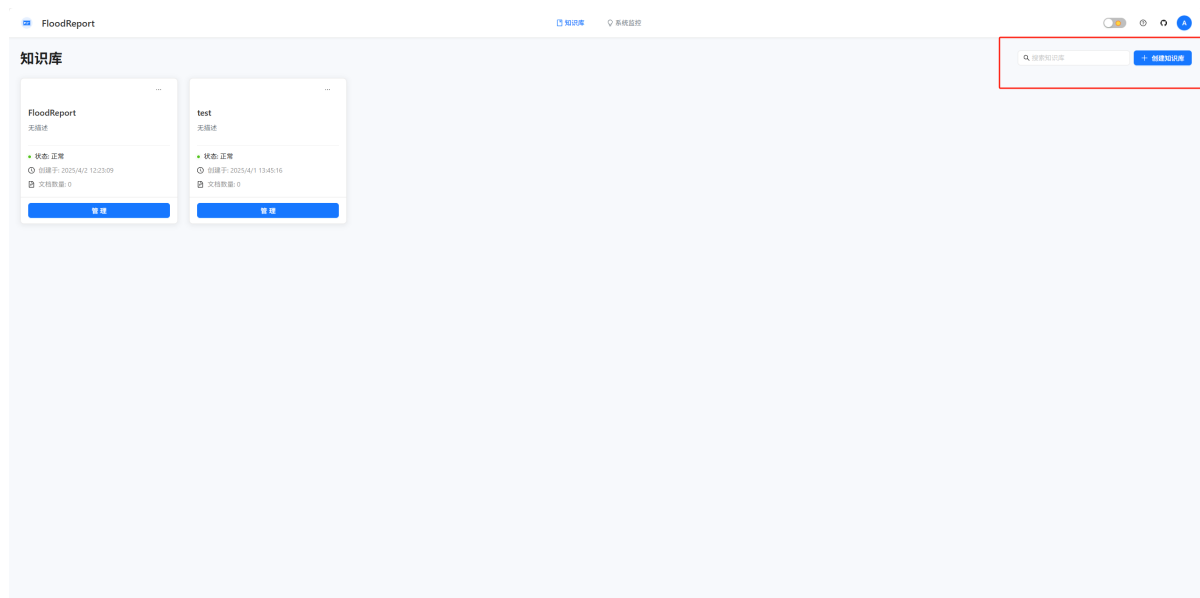 FloodReport
知识库
系统监控
A
知识库
搜索知识库
创建知识库
FloodReport
无描述
状态: 正常
创建于: 2025/4/2 12:23:09
文档数量: 0
管 理
test
无描述
状态: 正常
创建于: 2025/4/1 13:45:16
文档数量: 0
管 理